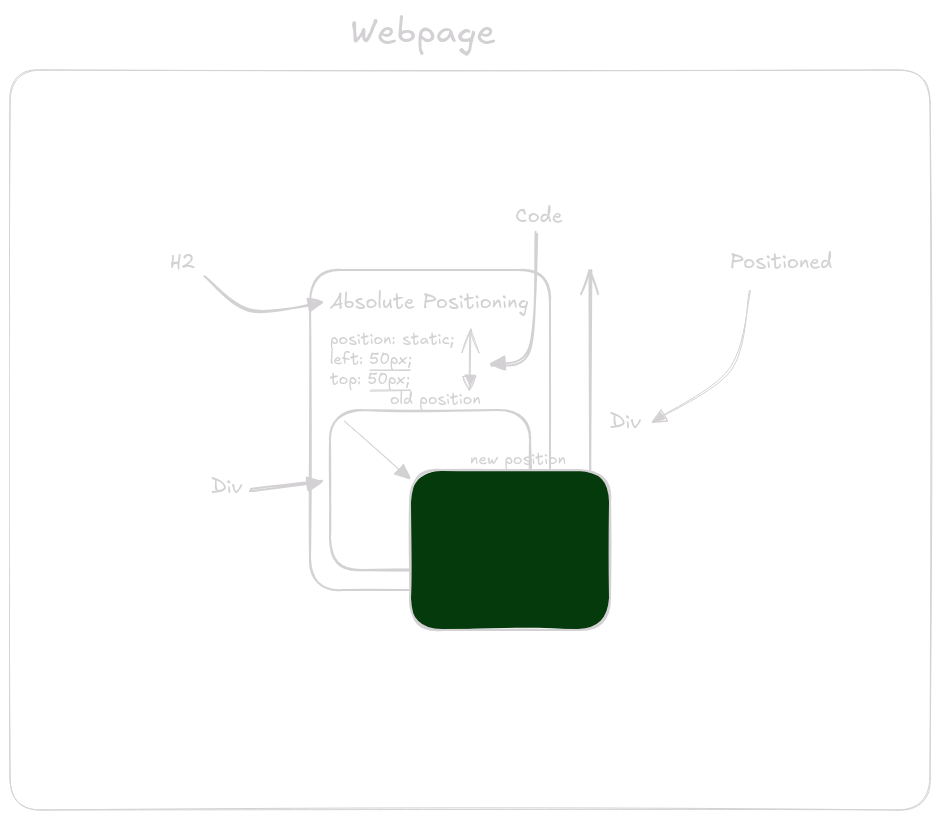 Webpage
Code
H2
Positioned
Absolute Positioning
position: static;
left: 50px;
top: 50px;
old position
Div
new position
Div